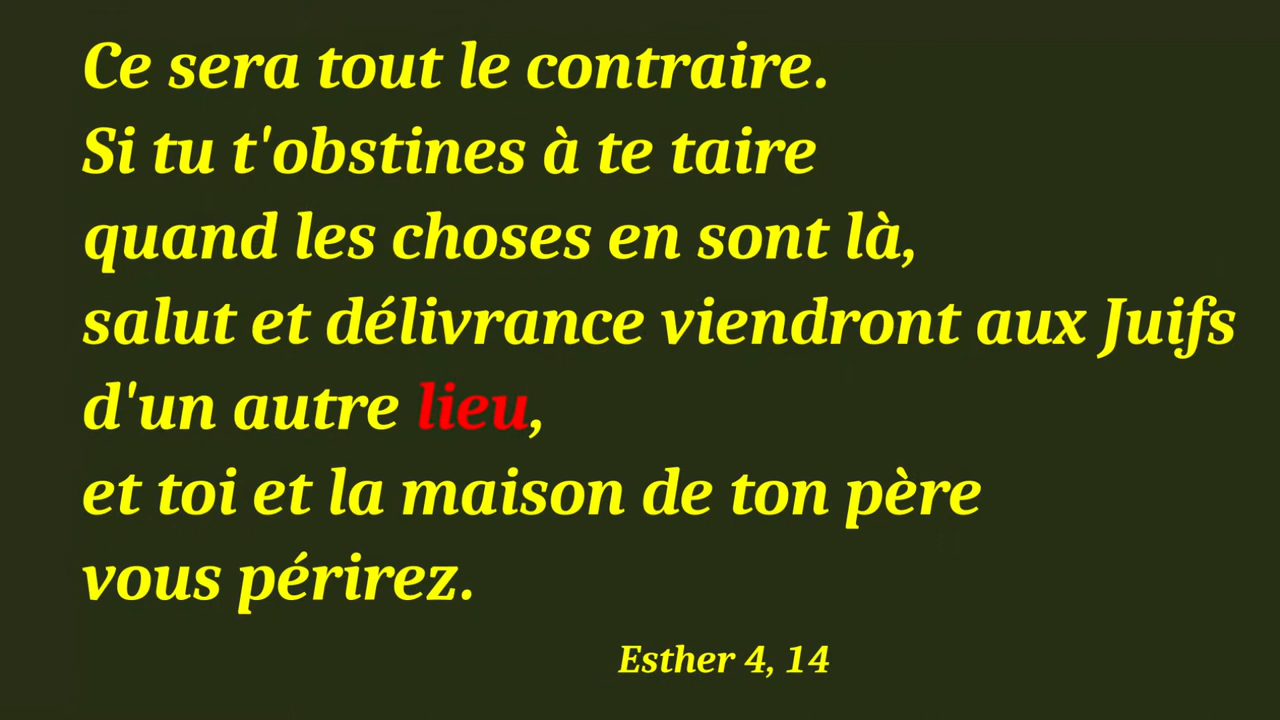 Ce sera tout le contraire.
Si tu t'obstines à te taire
quand les choses en sont là,
salut et délivrance viendront aux Juifs
d'un autre lieu,
et toi et la maison de ton père
vous périrez.
Esther 4, 14